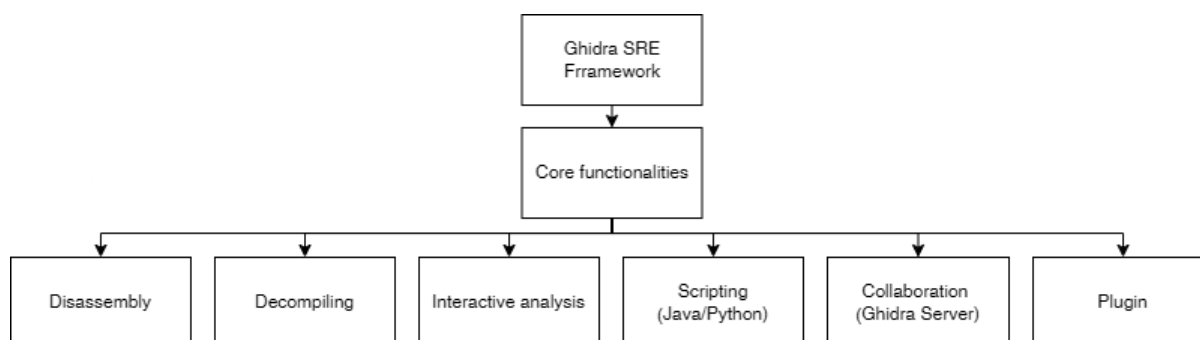 Ghidra SRE
Frramework
Core functionalities
Disassembly
Decompiling
Interactive analysis
Scripting
(Java/Python)
Collaboration
(Ghidra Server)
Plugin